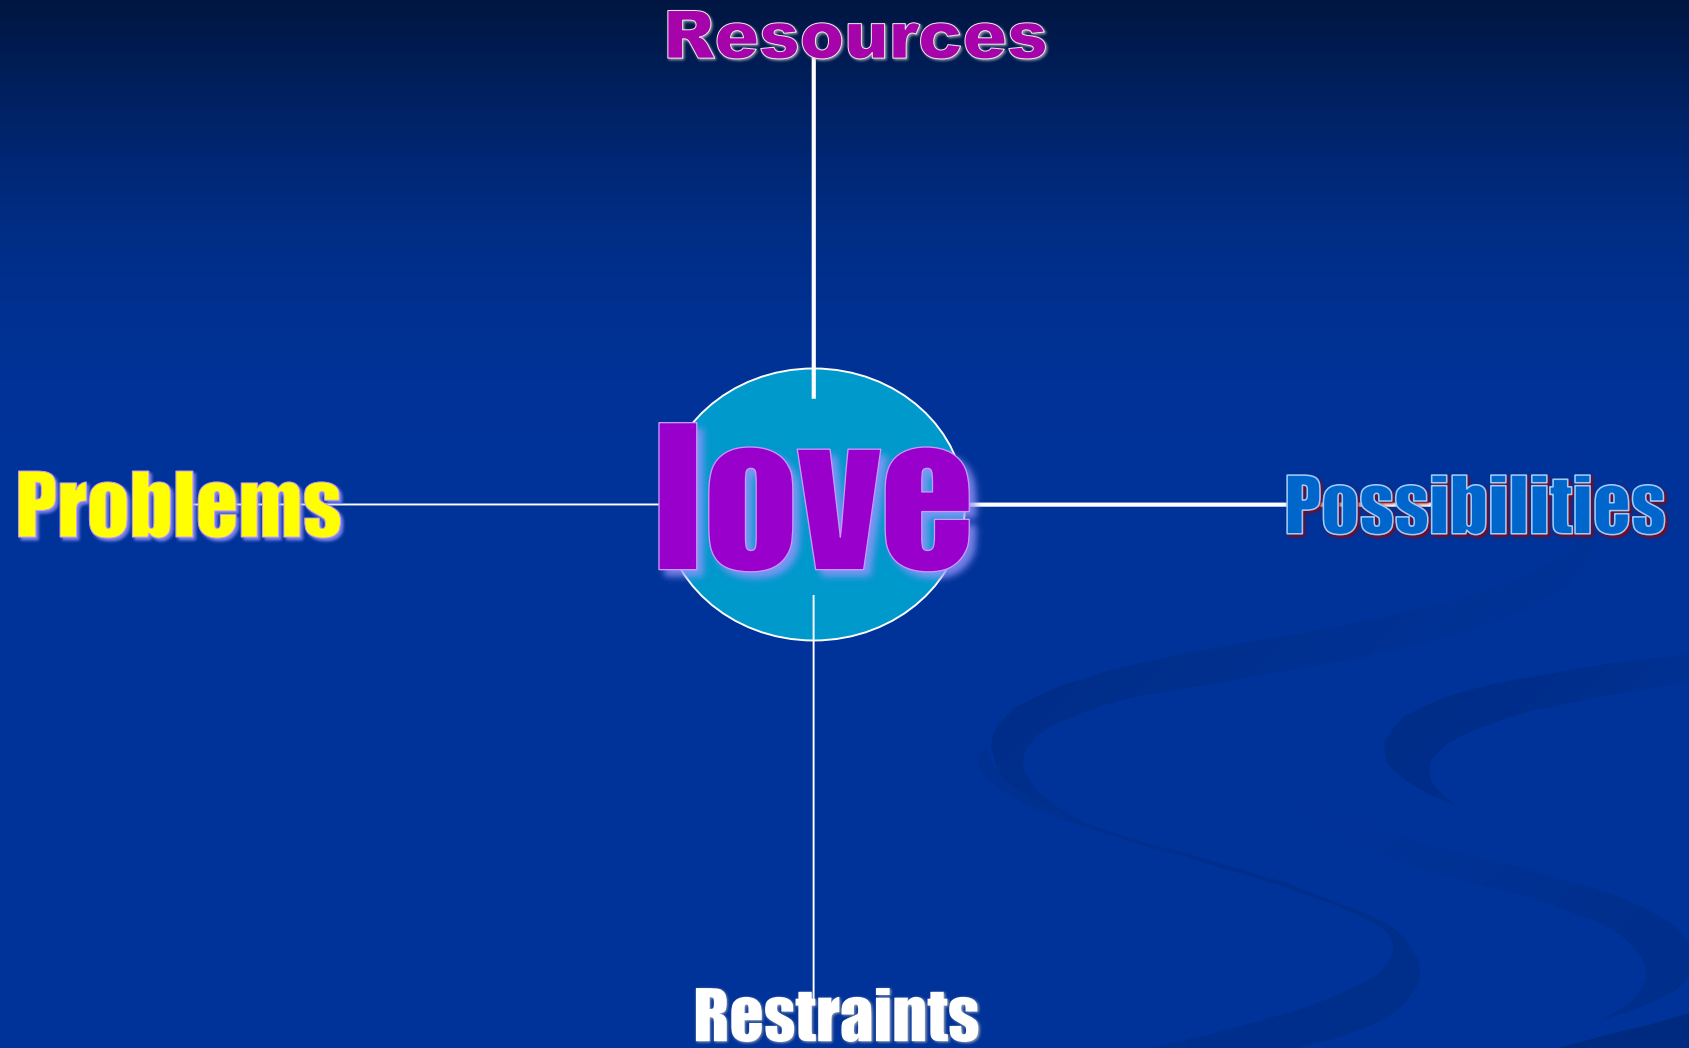 Resources
love
Problems
Possibilities
Restraints